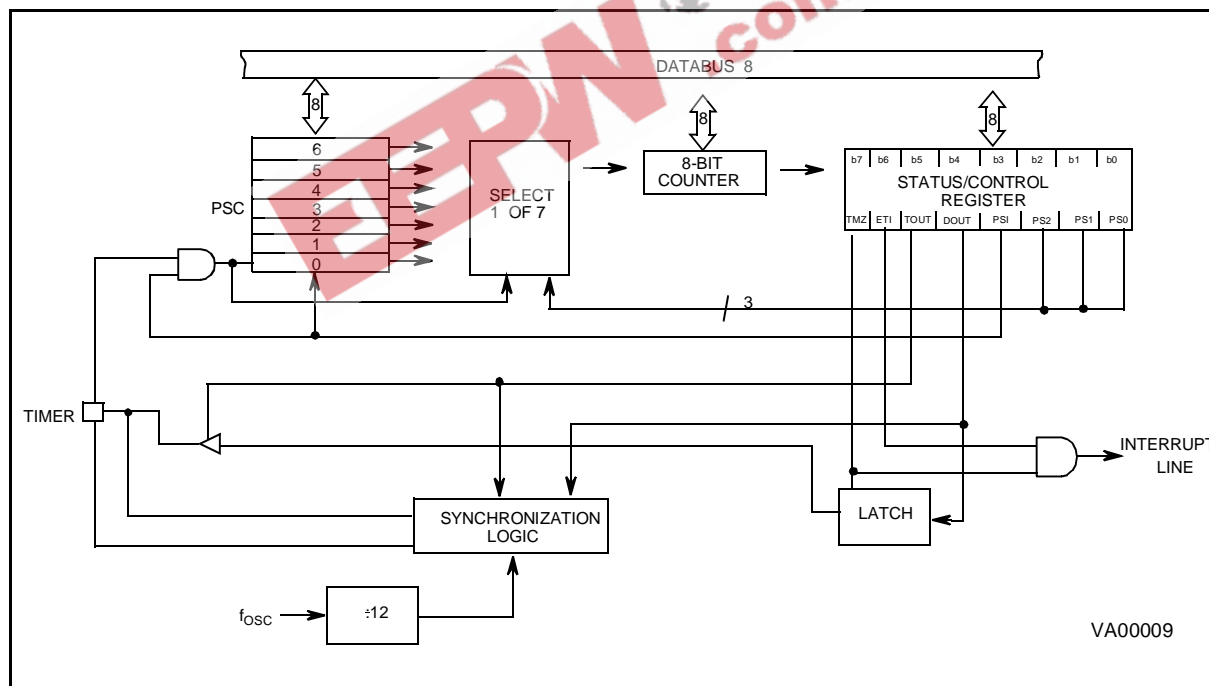 EEPW.com
DATABUS 8
8
8
8
6
5
4
3
2
1
0
PSC
SELECT
1 OF 7
8-BIT
COUNTER
b7 b6 b5 b4 b3 b2 b1 b0
STATUS/CONTROL
REGISTER
TMZ ETI TOUT DOUT PSI PS2 PS1 PS0
3
TIMER
INTERRUPT
LINE
SYNCHRONIZATION
LOGIC
LATCH
fOSC
÷12
VA00009